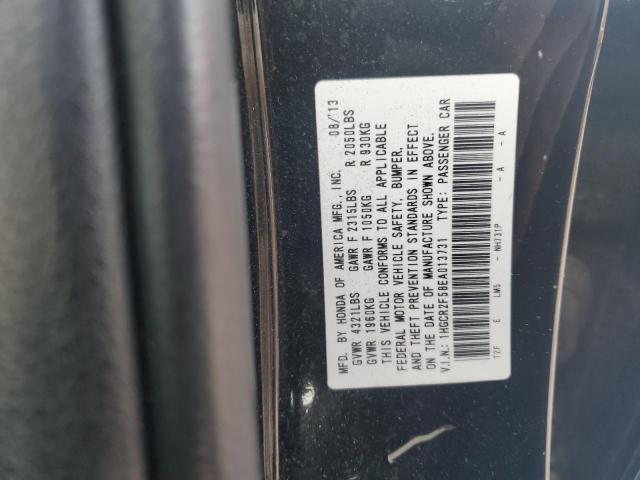 MFD. BY HONDA OF AMERICA MFG., INC. 08/13
GVWR 4321LBS GAWR F 2315LBS R 2050LBS
GVWR 1960KG GAWR F 1050KG R 930KG
THIS VEHICLE CONFORMS TO ALL APPLICABLE
FEDERAL MOTOR VEHICLE SAFETY, BUMPER,
AND THEFT PREVENTION STANDARDS IN EFFECT
ON THE DATE OF MANUFACTURE SHOWN ABOVE.
V.I.N.: 1HGCR2F58EA013731 TYPE: PASSENGER CAR
12F E LM5 - NH731P - A - A